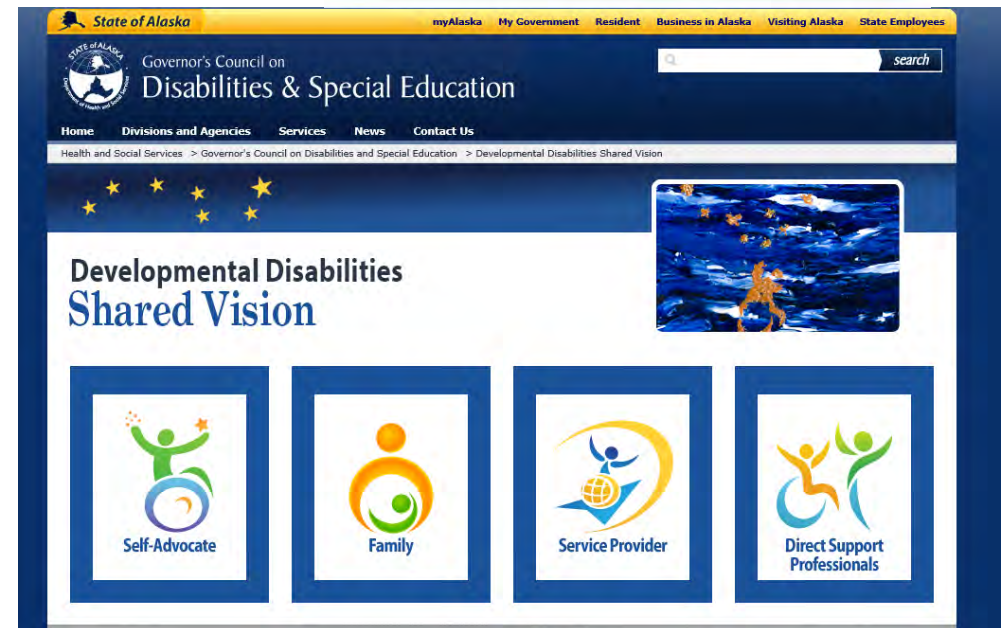 State of Alaska
myAlaska My Government Resident Business in Alaska Visiting Alaska State Employees
Governor's Council on
Disabilities & Special Education
search
Home Divisions and Agencies Services News Contact Us
Health and Social Services > Governor's Council on Disabilities and Special Education > Developmental Disabilities Shared Vision
Developmental Disabilities
Shared Vision
Self-Advocate
Family
Service Provider
Direct Support
Professionals